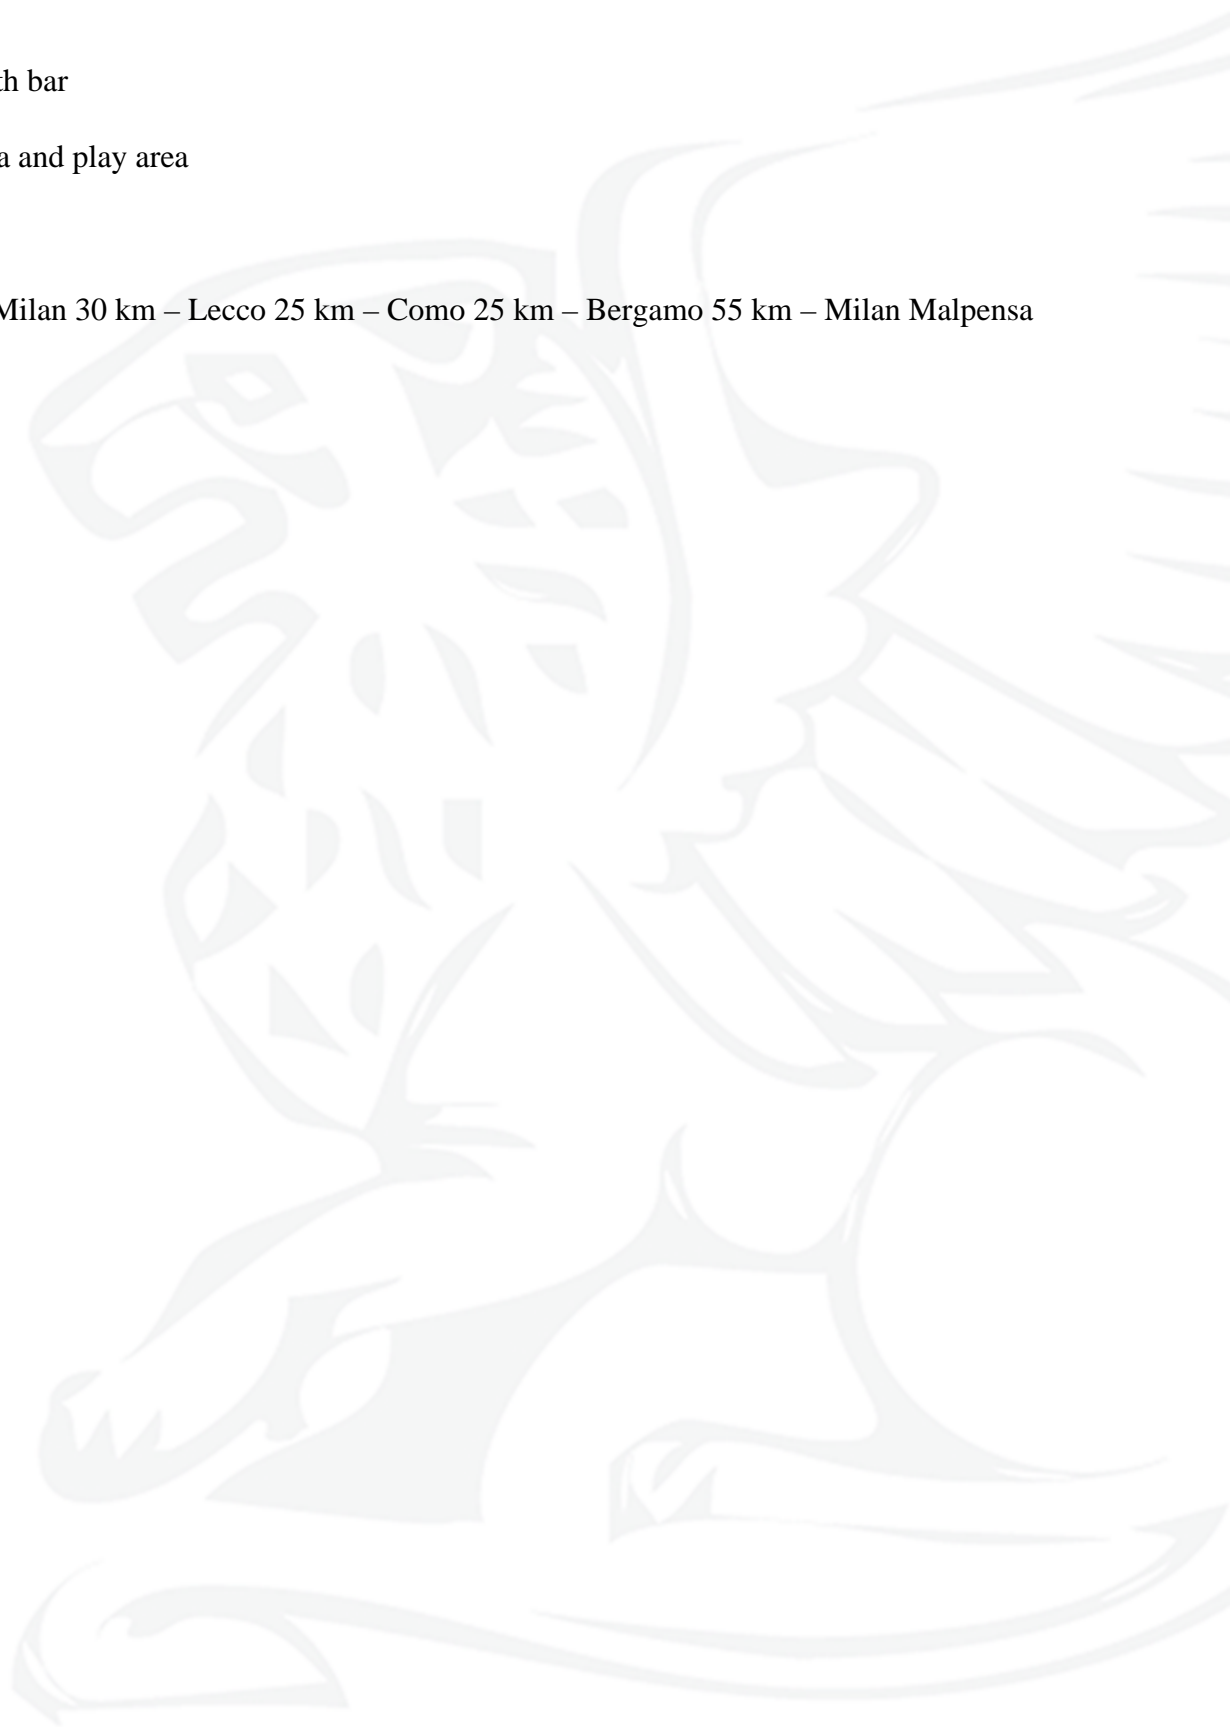 th bar
a and play area
Milan 30 km – Lecco 25 km – Como 25 km – Bergamo 55 km – Milan Malpensa